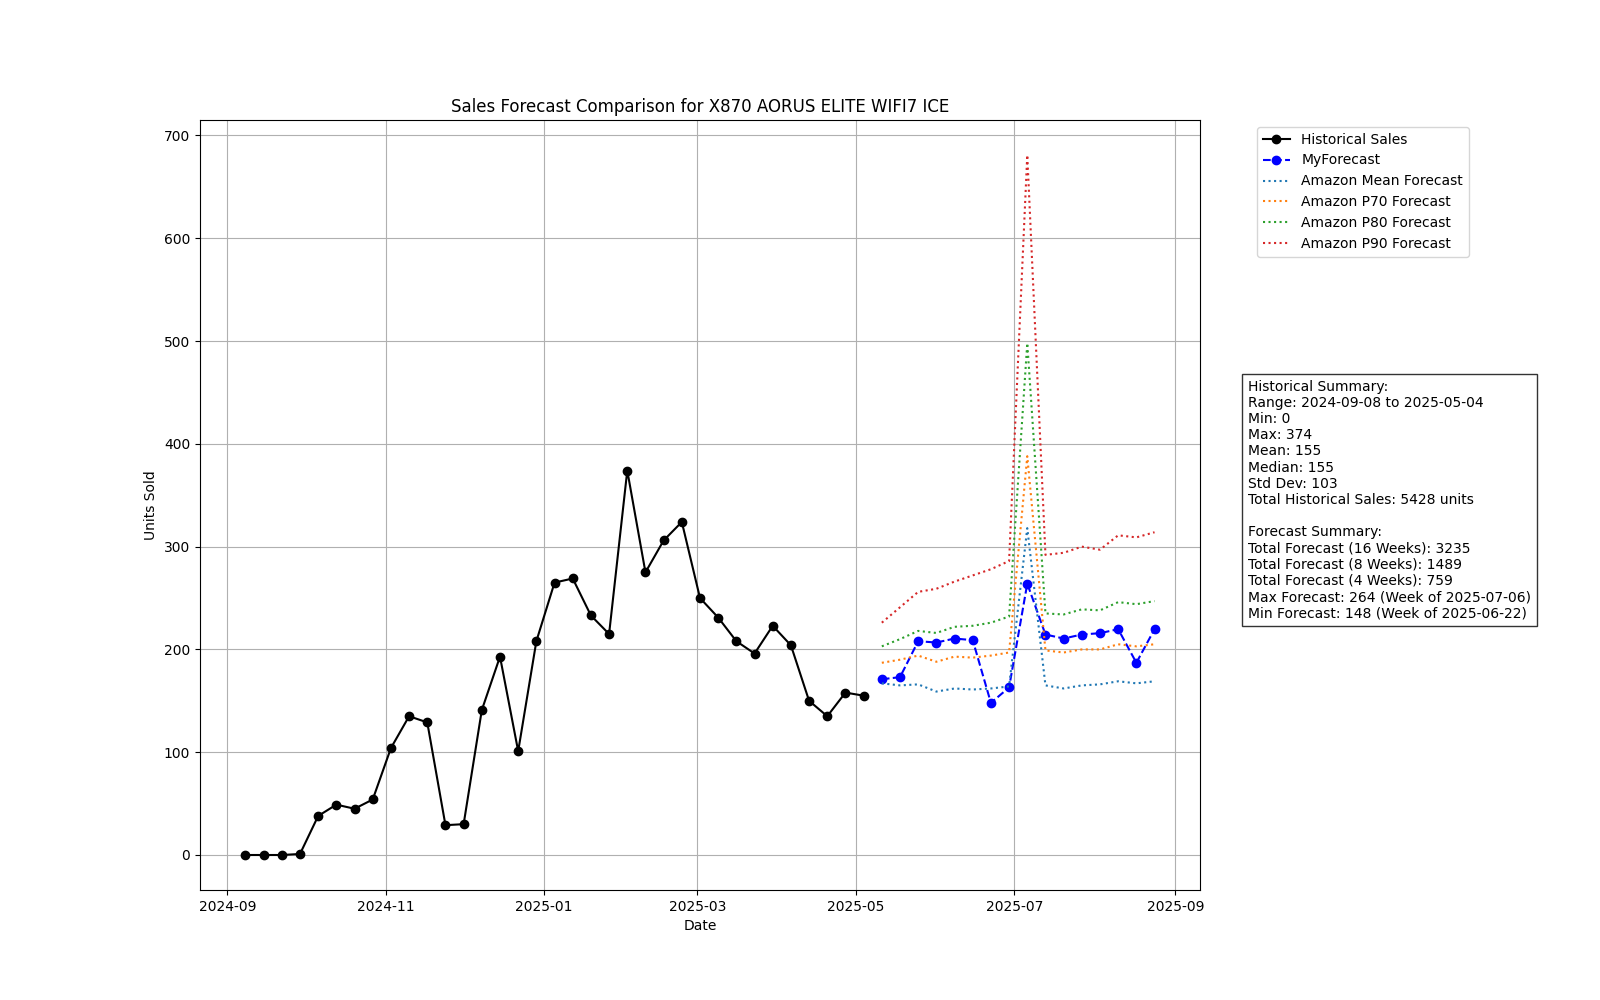 Sales Forecast Comparison for X870 AORUS ELITE WIFI7 ICE
700
600
500
400
300
200
100
0
Units Sold
2024-09
2024-11
2025-01
2025-03
2025-05
2025-07
2025-09
Date
Historical Sales
MyForecast
Amazon Mean Forecast
Amazon P70 Forecast
Amazon P80 Forecast
Amazon P90 Forecast
Historical Summary:
Range: 2024-09-08 to 2025-05-04
Min: 0
Max: 374
Mean: 155
Median: 155
Std Dev: 103
Total Historical Sales: 5428 units
Forecast Summary:
Total Forecast (16 Weeks): 3235
Total Forecast (8 Weeks): 1489
Total Forecast (4 Weeks): 759
Max Forecast: 264 (Week of 2025-07-06)
Min Forecast: 148 (Week of 2025-06-22)